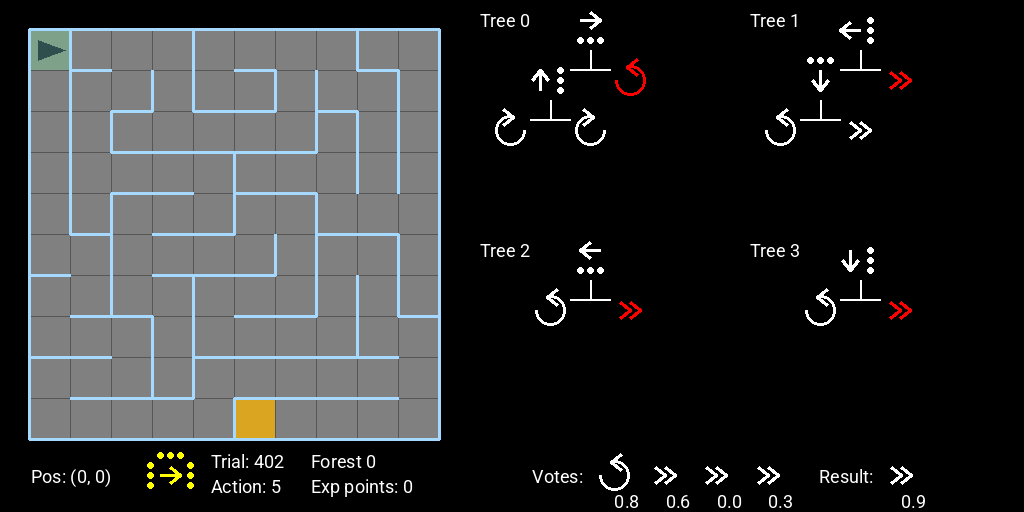 Tree 0
Tree 1
Tree 2
Tree 3
Pos: (0, 0)
Trial: 402
Forest 0
Action: 5
Exp points: 0
Votes:
0.8
0.6
0.0
0.3
Result:
0.9